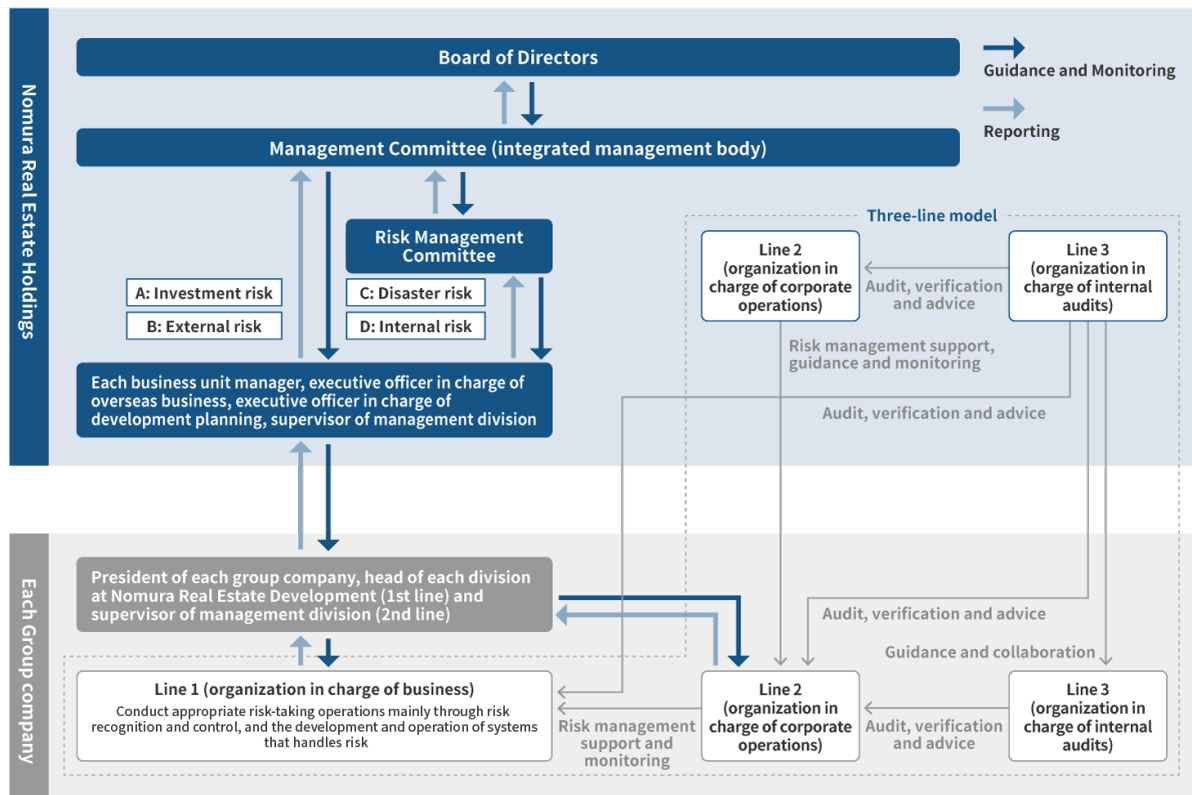 Nomura Real Estate Holdings
Board of Directors
Guidance and Monitoring
Reporting
Management Committee (integrated management body)
Risk Management
Committee
A: Investment risk
B: External risk
C: Disaster risk
D: Internal risk
Each business unit manager, executive officer in charge of
overseas business, executive officer in charge of
development planning, supervisor of management division
Three-line model
Line 2
(organization in
charge of corporate
operations)
Audit, verification
and advice
Line 3
(organization in
charge of internal
audits)
Risk management support,
guidance and monitoring
Audit, verification and advice
Each Group company
President of each group company, head of each division
at Nomura Real Estate Development (1st line) and
supervisor of management division (2nd line)
Audit, verification and advice
Guidance and collaboration
Line 1 (organization in charge of business)
Conduct appropriate risk-taking operations mainly through risk
recognition and control, and the development and operation of systems
that handles risk
Risk management
support and
monitoring
Line 2
(organization in
charge of corporate
operations)
Audit, verification
and advice
Line 3
(organization in
charge of internal
audits)